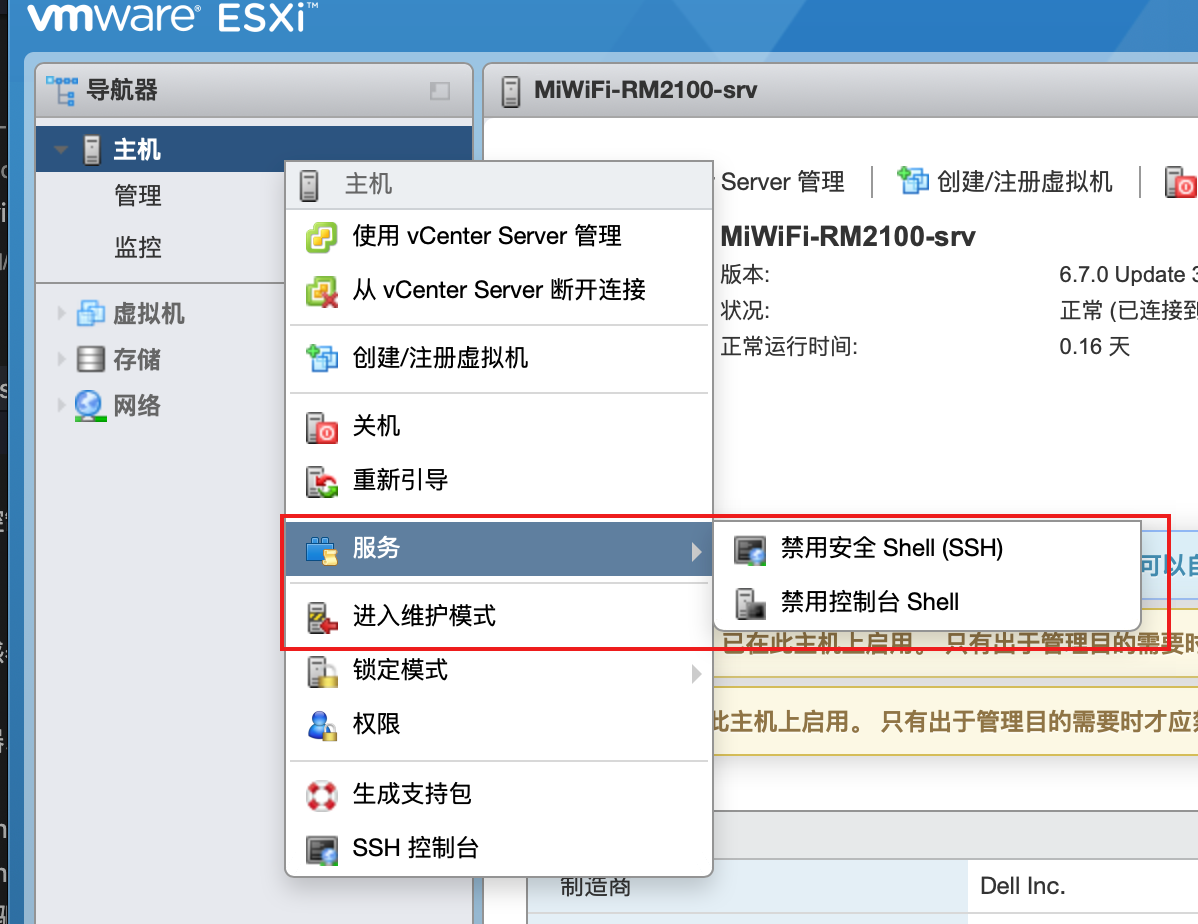 vmware ESXi™
导航器
MiWiFi-RM2100-srv
主机
管理
监控
虚拟机
存储
网络
主机
使用 vCenter Server 管理
从 vCenter Server 断开连接
创建/注册虚拟机
关机
重新引导
服务
进入维护模式
锁定模式
权限
生成支持包
SSH 控制台
禁用安全 Shell (SSH)
禁用控制台 Shell
Server 管理
创建/注册虚拟机
MiWiFi-RM2100-srv
版本: 6.7.0 Update 3
状况: 正常 (已连接到
正常运行时间: 0.16 天
可以自
已在此主机上启用。 只有出于管理目的需要时
此主机上启用。 只有出于管理目的需要时才应
制造商 Dell Inc.